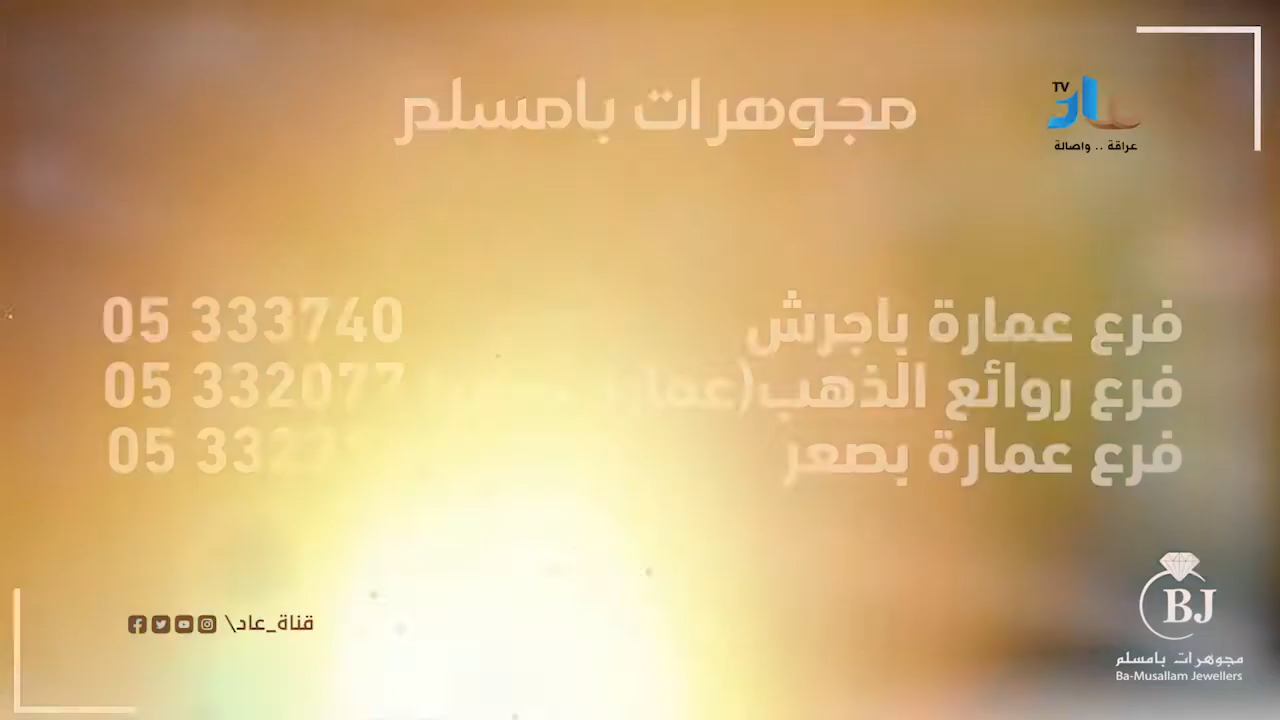 مجوهرات بامسلم
TV
عاد
عراقة .. واصالة
فرع عمارة باجرش 05 333740
فرع روائع الذهب 05 332077
فرع عمارة بصعر 05
قناة_عاد\
BJ
مجوهرات بامسلم
Ba-Musallam Jewellers